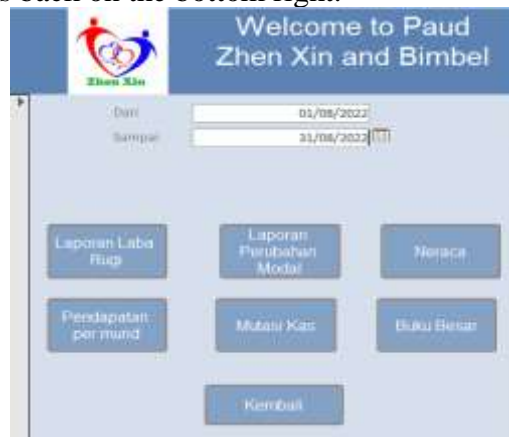 s back on the bottom right.
Welcome to Paud
Zhen Xin and Bimbel
Zhen Xin
Dari 01/08/2022
Sampai 31/08/2022
Laporan Laba
Rugi
Laporan
Perubahan
Modal
Neraca
Pendapatan
per murid
Mutasi Kas
Buku Besar
Kembali